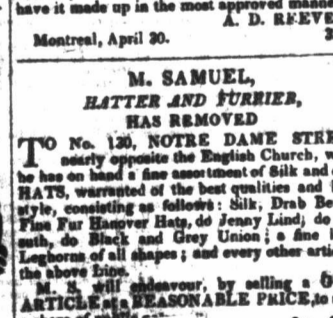 have it made up in the most approved mann
A. D. REEVE
Montreal, April 30.
M. SAMUEL,
HATTER AND FURRIER,
HAS REMOVED
TO No. 130, NOTRE DAME STRE
nearly opposite the English Church, w
he has on hand a fine assortment of Silk and
HATS, warranted of the best qualities and
style, consisting as follows: Silk, Drab Be
Fine Fur Hanover Hats, do Jenny Lind; do
outh, do Black and Grey Union; a fine l
Leghorns of all shapes; and every other arti
the above Line.
M. S. will endeavour, by selling a G
ARTICLE at a REASONABLE PRICE, to